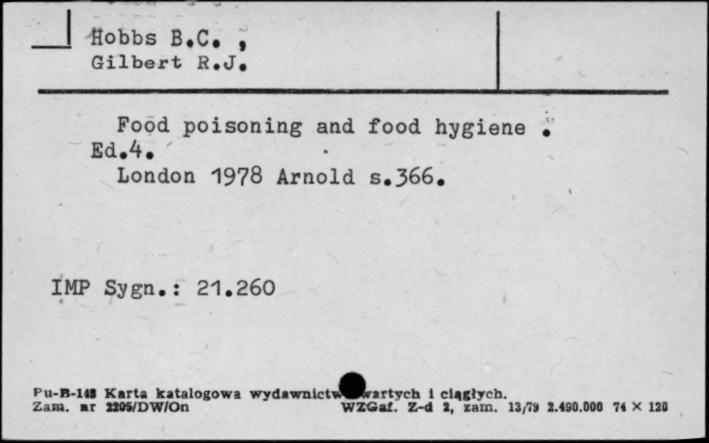 Hobbs B.C. ,
Gilbert R.J.
Food poisoning and food hygiene .
Ed.4.
London 1978 Arnold s.366.
IMP Sygn.: 21.260
Pu-B-148 Karta katalogowa wydawnictw zwartych i ciągłych.
Zam. nr 2205/DW/On WZGraf. Z-d 2, zam. 13/79 2.490.000 74 × 120